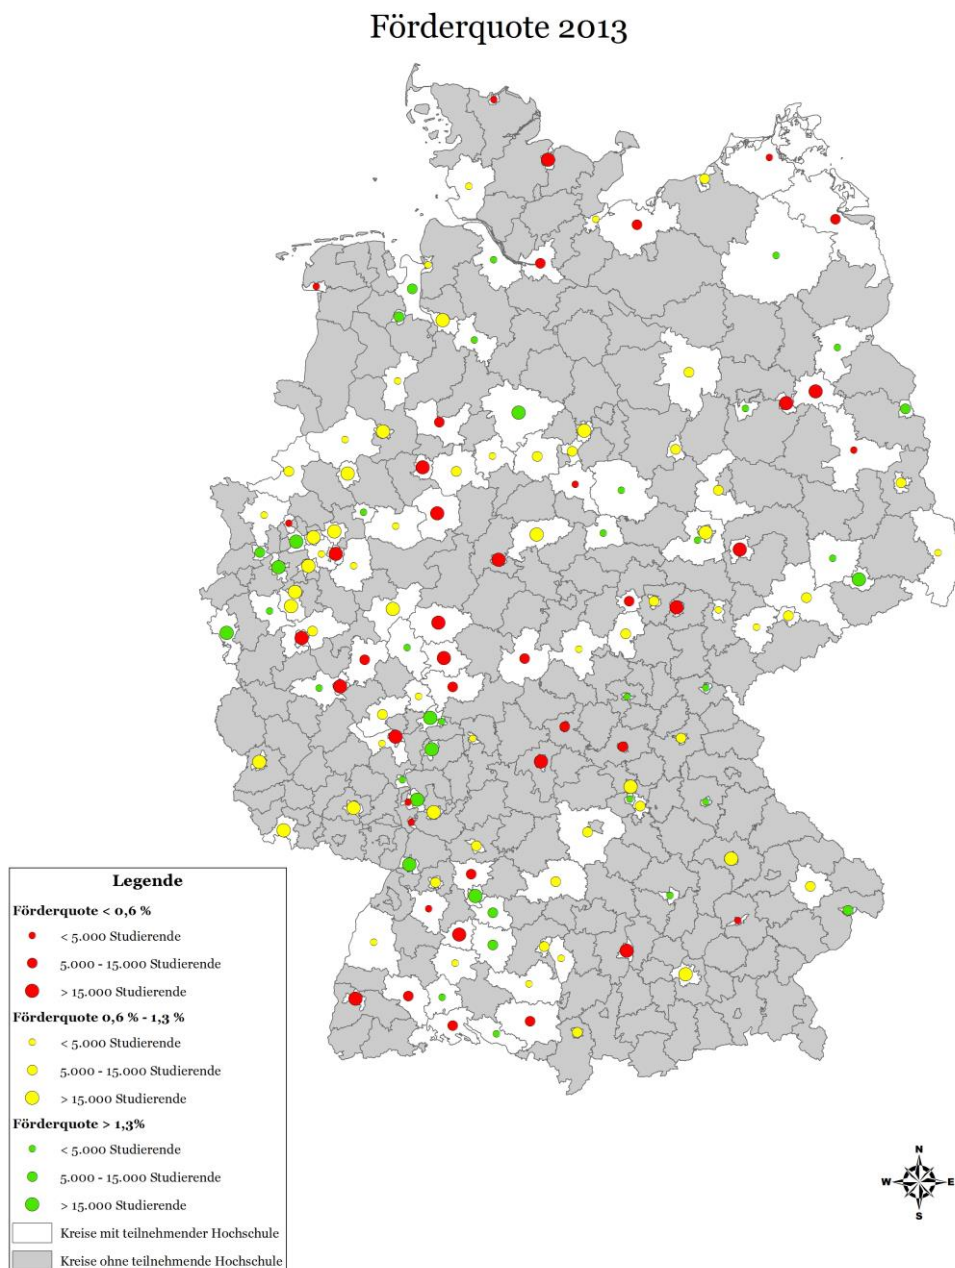 Förderquote 2013
Legende
Förderquote < 0,6 %
< 5.000 Studierende
5.000 - 15.000 Studierende
> 15.000 Studierende
Förderquote 0,6 % - 1,3 %
< 5.000 Studierende
5.000 - 15.000 Studierende
> 15.000 Studierende
Förderquote > 1,3%
< 5.000 Studierende
5.000 - 15.000 Studierende
> 15.000 Studierende
Kreise mit teilnehmender Hochschule
Kreise ohne teilnehmende Hochschule
N
W E
S